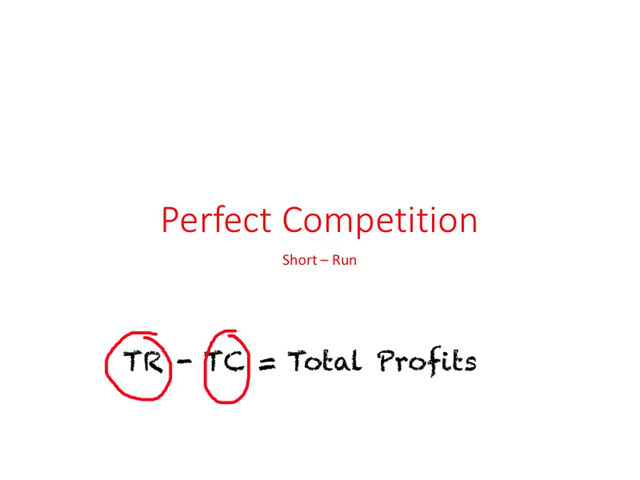 Perfect Competition
Short – Run
TR - TC = Total Profits